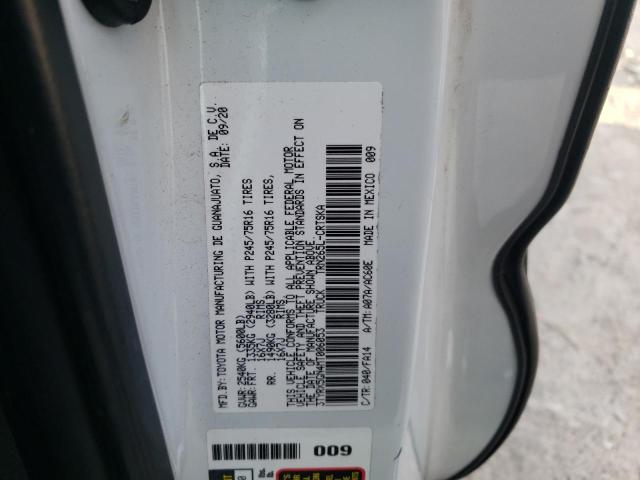 MFD.BY: TOYOTA MOTOR MANUFACTURING DE GUANAJUATO, S.A. DE C.V.
DATE: 09/20
GVWR: 2540KG (5600LB)
GAWR: FRT. 1335KG (2940LB) WITH P245/75R16 TIRES
16X7J RIMS,
RR. 1490KG (3280LB) WITH P245/75R16 TIRES,
16X7J RIMS
THIS VEHICLE CONFORMS TO ALL APPLICABLE FEDERAL MOTOR
VEHICLE SAFETY AND THEFT PREVENTION STANDARDS IN EFFECT ON
THE DATE OF MANUFACTURE SHOWN ABOVE.
TRUCK TRN265L-CRTSKA
C/TR: 040/FA14 A/TM: A07A/AC60E MADE IN MEXICO 009
009